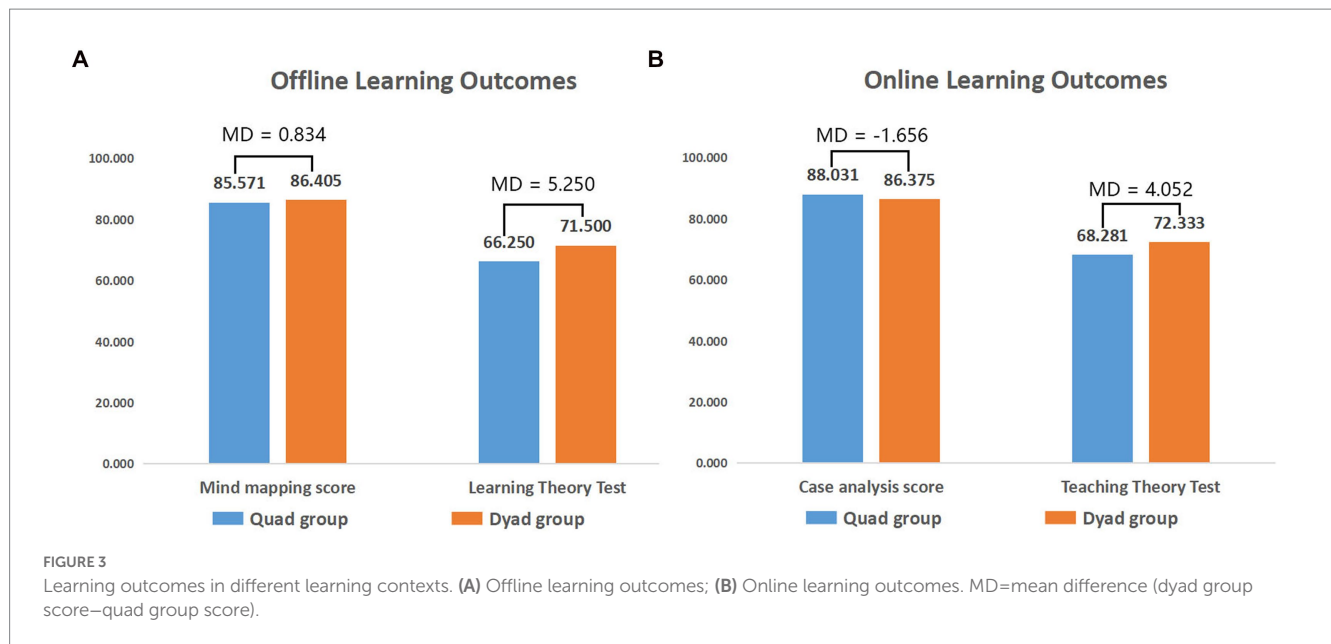 A
Offline Learning Outcomes
MD = 0.834
MD = 5.250
100.000
80.000
60.000
40.000
20.000
0.000
85.571
86.405
66.250
71.500
Mind mapping score
Learning Theory Test
Quad group
Dyad group
B
Online Learning Outcomes
MD = -1.656
MD = 4.052
100.000
80.000
60.000
40.000
20.000
0.000
88.031
86.375
68.281
72.333
Case analysis score
Teaching Theory Test
Quad group
Dyad group
FIGURE 3
Learning outcomes in different learning contexts. (A) Offline learning outcomes; (B) Online learning outcomes. MD=mean difference (dyad group
score–quad group score).